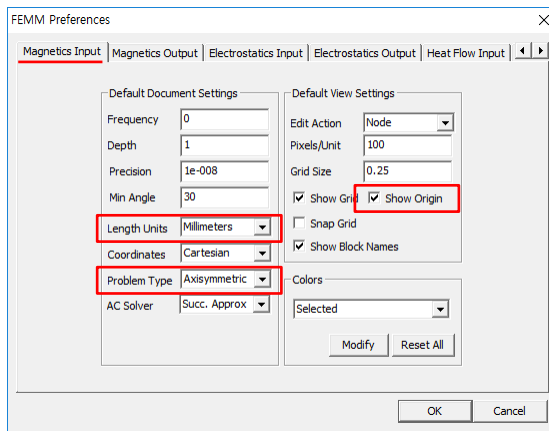 FEMM Preferences
Magnetics Input
Magnetics Output
Electrostatics Input
Electrostatics Output
Heat Flow Input
Default Document Settings
Frequency 0
Depth 1
Precision 1e-008
Min Angle 30
Length Units Millimeters
Coordinates Cartesian
Problem Type Axisymmetric
AC Solver Succ. Approx
Default View Settings
Edit Action Node
Pixels/Unit 100
Grid Size 0.25
Show Grid Show Origin
Snap Grid
Show Block Names
Colors
Selected
Modify Reset All
OK Cancel